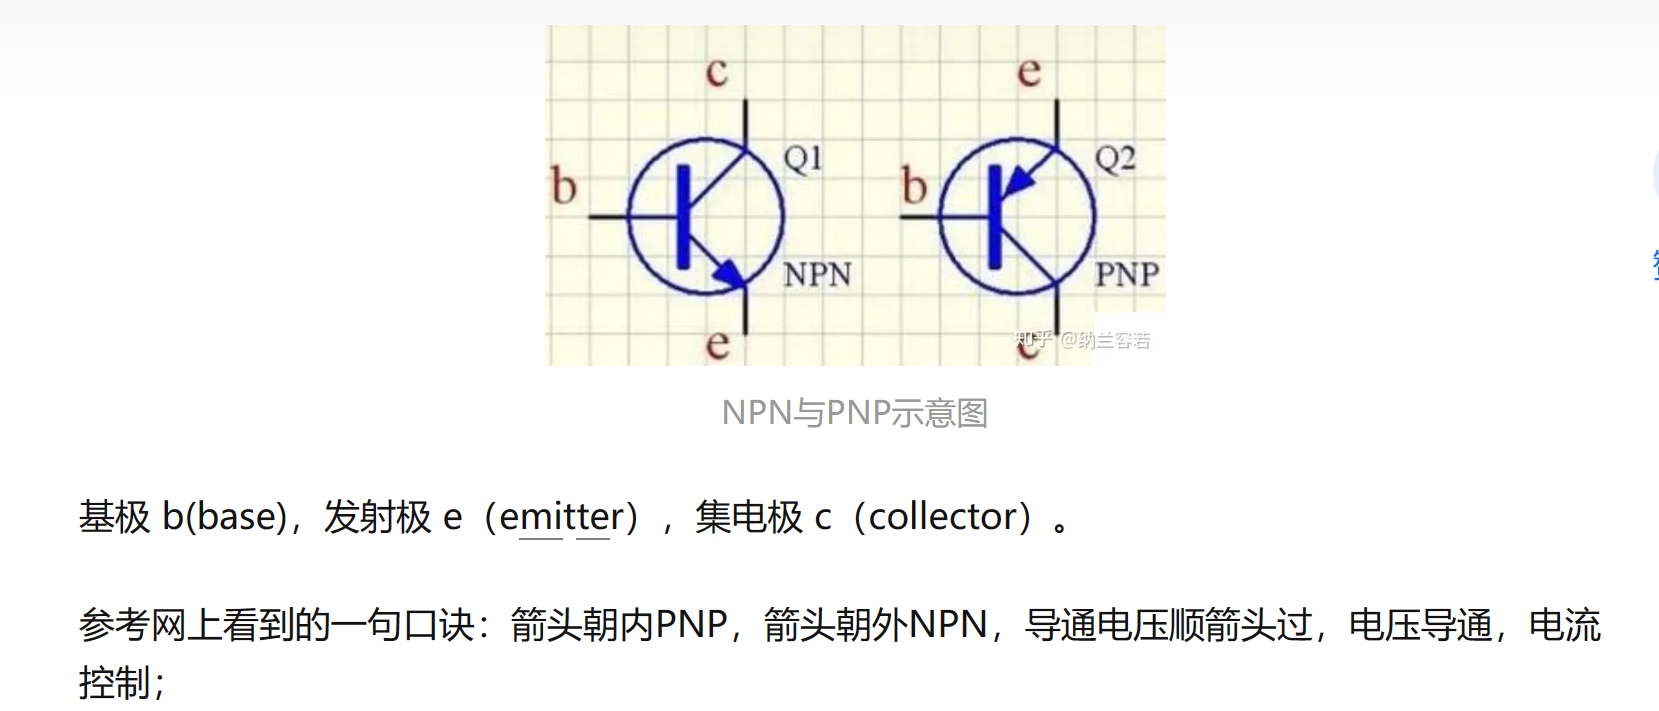 c e
b Q1 b Q2
NPN PNP
e c
知乎 @纳兰容若
NPN与PNP示意图
基极 b(base)，发射极 e（emitter），集电极 c（collector）。
参考网上看到的一句口诀：箭头朝内PNP，箭头朝外NPN，导通电压顺箭头过，电压导通，电流
控制；